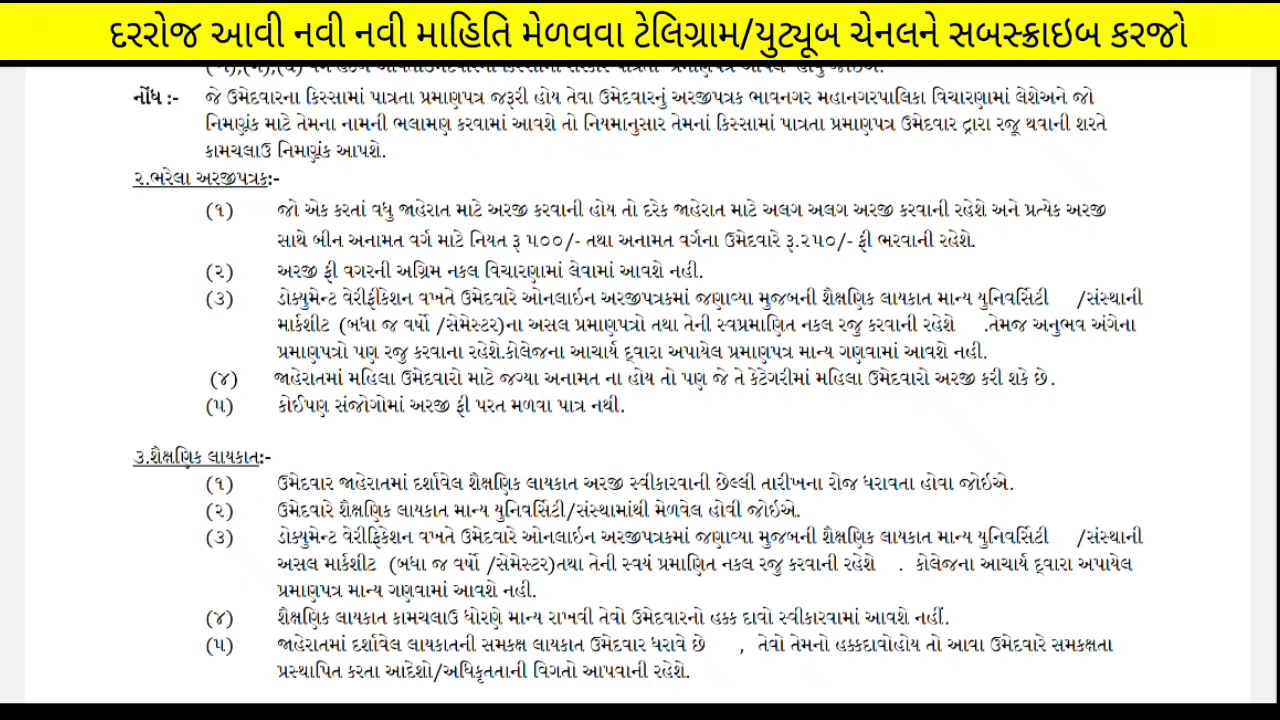 દરરોજ આવી નવી નવી માહિતિ મેળવવા ટેલિગ્રામ/યુટ્યૂબ ચેનલને સબસ્ક્રાઇબ કરજો
નોંધ :- જે ઉમેદવારના કિસ્સામાં પાત્રતા પ્રમાણપત્ર જરૂરી હોય તેવા ઉમેદવારનું અરજીપત્રક ભાવનગર મહાનગરપાલિકા વિચારણામાં લેશેઅને જો
નિમણૂંક માટે તેમના નામની ભલામણ કરવામાં આવશે તો નિયમાનુસાર તેમનાં કિસ્સામાં પાત્રતા પ્રમાણપત્ર ઉમેદવાર દ્વારા રજૂ થવાની શરતે
કામચલાઉ નિમણૂંક આપશે.
૨.ભરેલા અરજીપત્રક:-
(૧) જો એક કરતાં વધુ જાહેરાત માટે અરજી કરવાની હોય તો દરેક જાહેરાત માટે અલગ અલગ અરજી કરવાની રહેશે અને પ્રત્યેક અરજી
સાથે બીન અનામત વર્ગ માટે નિયત રૂ ૫૦૦/- તથા અનામત વર્ગના ઉમેદવારે રૂ.૨૫૦/- ફી ભરવાની રહેશે.
(૨) અરજી ફી વગરની અગ્રિમ નકલ વિચારણામાં લેવામાં આવશે નહી.
(૩) ડોક્યુમેન્ટ વેરીફીકેશન વખતે ઉમેદવારે ઓનલાઇન અરજીપત્રકમાં જણાવ્યા મુજબની શૈક્ષણિક લાયકાત માન્ય યુનિવર્સિટી /સંસ્થાની
માર્કશીટ (બધા જ વર્ષો /સેમેસ્ટર)ના અસલ પ્રમાણપત્રો તથા તેની સ્વપ્રમાણિત નકલ રજુ કરવાની રહેશે .તેમજ અનુભવ અંગેના
પ્રમાણપત્રો પણ રજુ કરવાના રહેશે.કોલેજના આચાર્ય દ્વારા અપાયેલ પ્રમાણપત્ર માન્ય ગણવામાં આવશે નહી.
(૪) જાહેરાતમાં મહિલા ઉમેદવારો માટે જગ્યા અનામત ના હોય તો પણ જે તે કેટેગરીમાં મહિલા ઉમેદવારો અરજી કરી શકે છે.
(૫) કોઈપણ સંજોગોમાં અરજી ફી પરત મળવા પાત્ર નથી.
૩.શૈક્ષણિક લાયકાત:-
(૧) ઉમેદવાર જાહેરાતમાં દર્શાવેલ શૈક્ષણિક લાયકાત અરજી સ્વીકારવાની છેલ્લી તારીખના રોજ ધરાવતા હોવા જોઇએ.
(૨) ઉમેદવારે શૈક્ષણિક લાયકાત માન્ય યુનિવર્સિટી/સંસ્થામાંથી મેળવેલ હોવી જોઇએ.
(૩) ડોક્યુમેન્ટ વેરીફિકેશન વખતે ઉમેદવારે ઓનલાઇન અરજીપત્રકમાં જણાવ્યા મુજબની શૈક્ષણિક લાયકાત માન્ય યુનિવર્સિટી /સંસ્થાની
અસલ માર્કશીટ (બધા જ વર્ષો /સેમેસ્ટર)તથા તેની સ્વયં પ્રમાણિત નકલ રજુ કરવાની રહેશે . કોલેજના આચાર્ય દ્વારા અપાયેલ
પ્રમાણપત્ર માન્ય ગણવામાં આવશે નહી.
(૪) શૈક્ષણિક લાયકાત કામચલાઉ ધોરણે માન્ય રાખવી તેવો ઉમેદવારનો હક્ક દાવો સ્વીકારવામાં આવશે નહીં.
(૫) જાહેરાતમાં દર્શાવેલ લાયકાતની સમકક્ષ લાયકાત ઉમેદવાર ધરાવે છે , તેવો તેમનો હક્કદાવોહોય તો આવા ઉમેદવારે સમકક્ષતા
પ્રસ્થાપિત કરતા આદેશો/અધિકૃતતાની વિગતો આપવાની રહેશે.